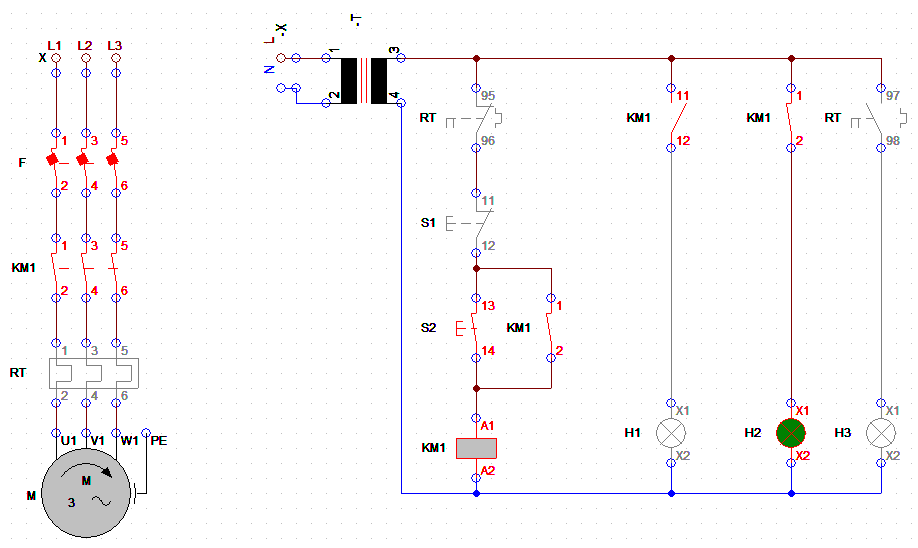 -X
-T
L1 L2 L3
L
X
1 3
N
2 4
95 11 1 97
RT KM1 KM1 RT
96 12 2 98
1 3 5
F
2 4 6
11
S1
12
1 3 5
KM1
2 4 6
13 1
S2 KM1
14 2
1 3 5
RT
2 4 6
A1 X1 X1 X1
U1 V1 W1 PE
KM1 H1 H2 H3
A2 X2 X2 X2
M
M
3